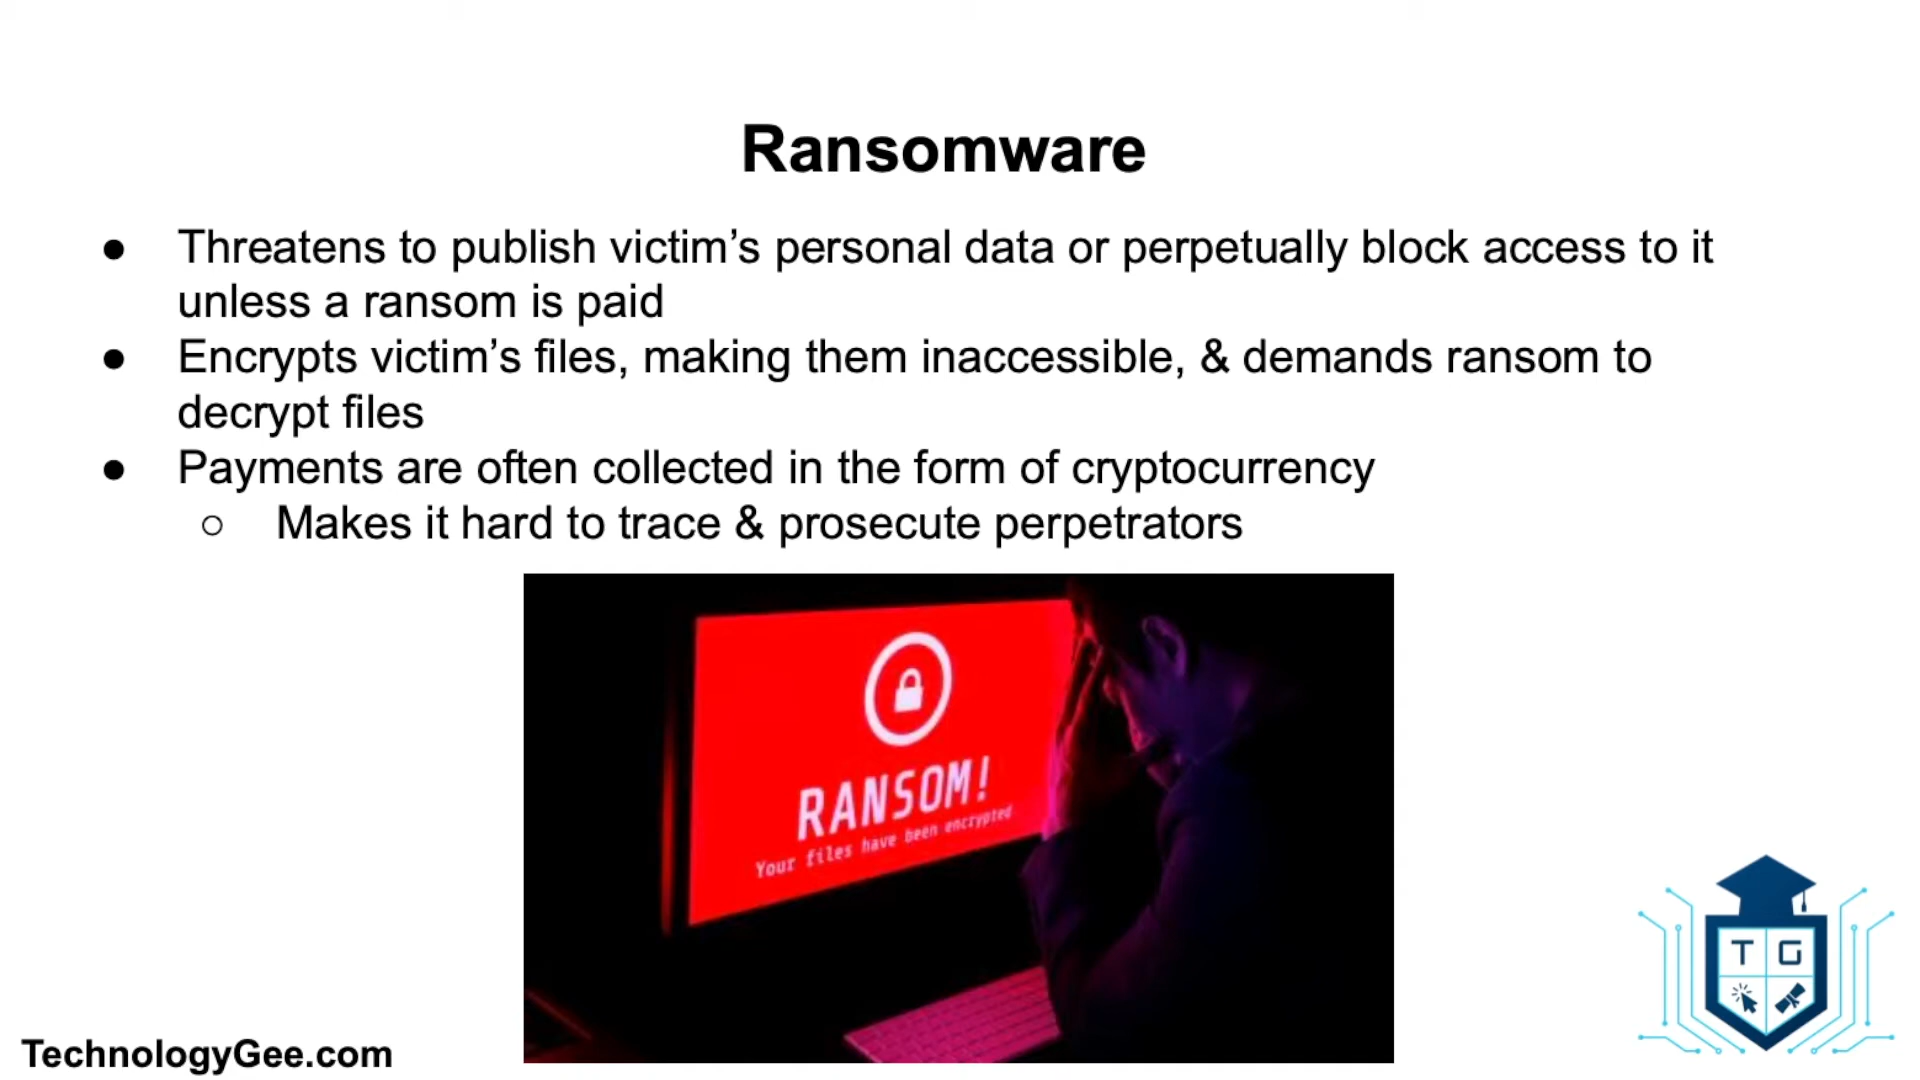 Ransomware
● Threatens to publish victim’s personal data or perpetually block access to it
unless a ransom is paid
● Encrypts victim’s files, making them inaccessible, & demands ransom to
decrypt files
● Payments are often collected in the form of cryptocurrency
○ Makes it hard to trace & prosecute perpetrators
RANSOM!
Your files have been encrypted
T G
TechnologyGee.com